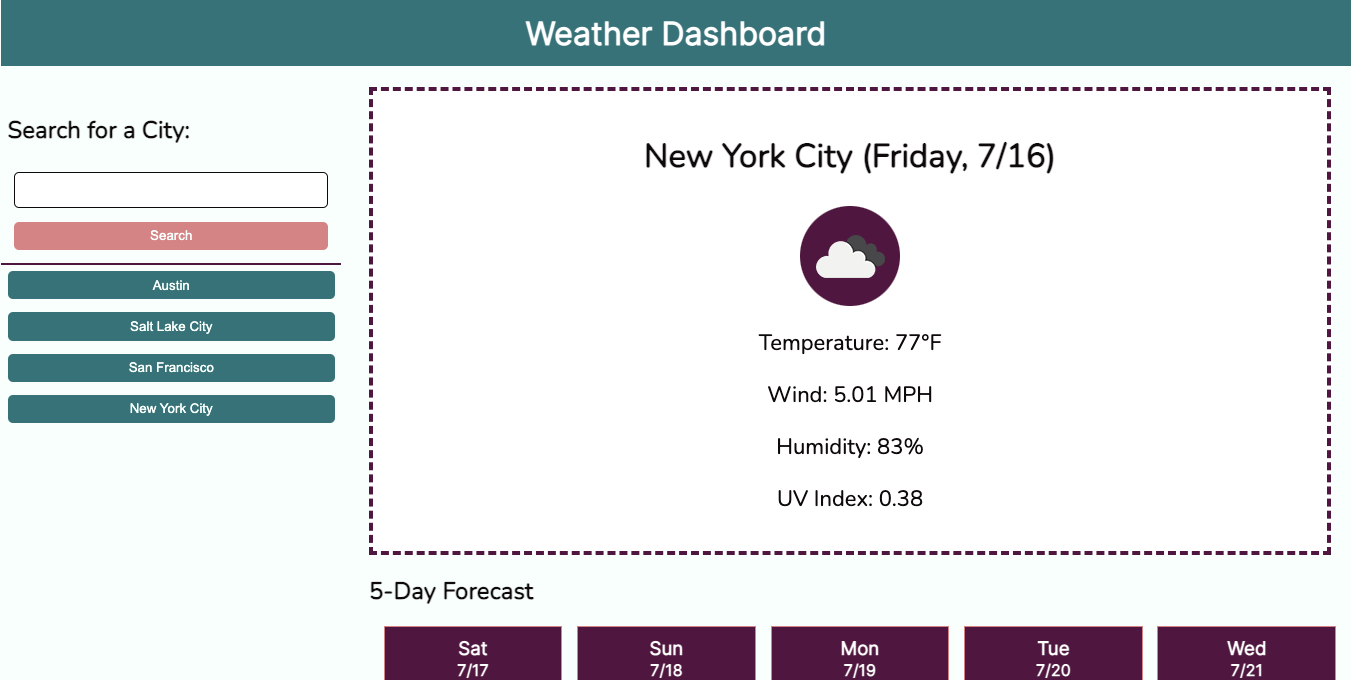 Weather Dashboard
Search for a City:
Search
Austin
Salt Lake City
San Francisco
New York City
New York City (Friday, 7/16)
Temperature: 77°F
Wind: 5.01 MPH
Humidity: 83%
UV Index: 0.38
5-Day Forecast
Sat
7/17
Sun
7/18
Mon
7/19
Tue
7/20
Wed
7/21